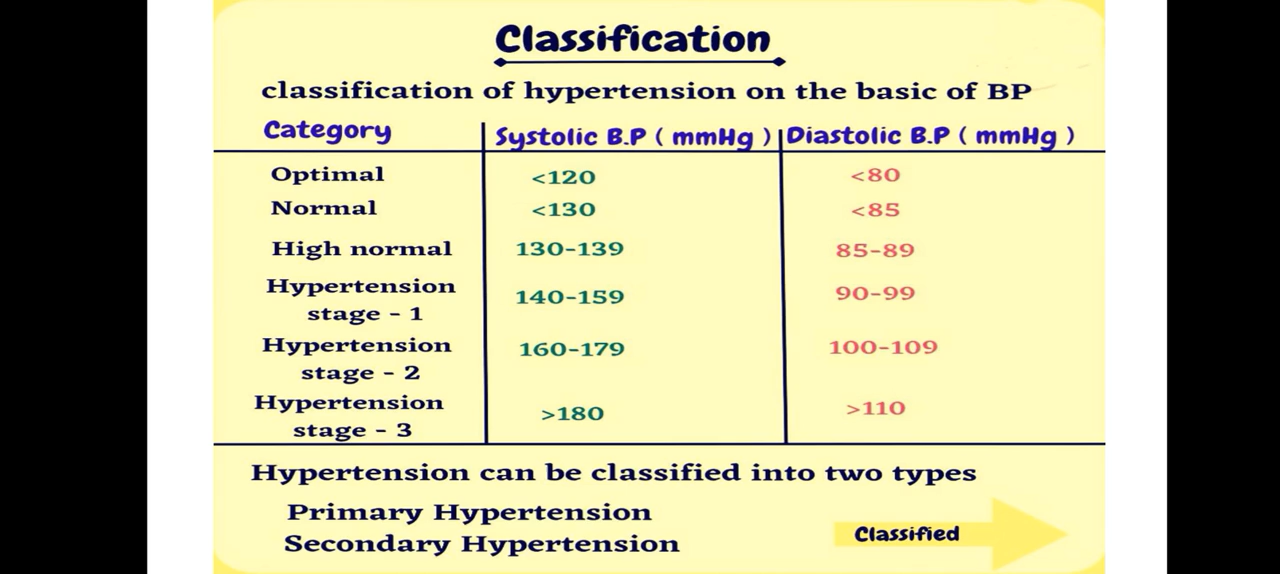 Classification
classification of hypertension on the basic of BP
Category Systolic B.P ( mmHg ) Diastolic B.P ( mmHg )
Optimal <120 <80
Normal <130 <85
High normal 130-139 85-89
Hypertension
stage - 1 140-159 90-99
Hypertension
stage - 2 160-179 100-109
Hypertension
stage - 3 >180 >110
Hypertension can be classified into two types
Primary Hypertension
Secondary Hypertension
Classified